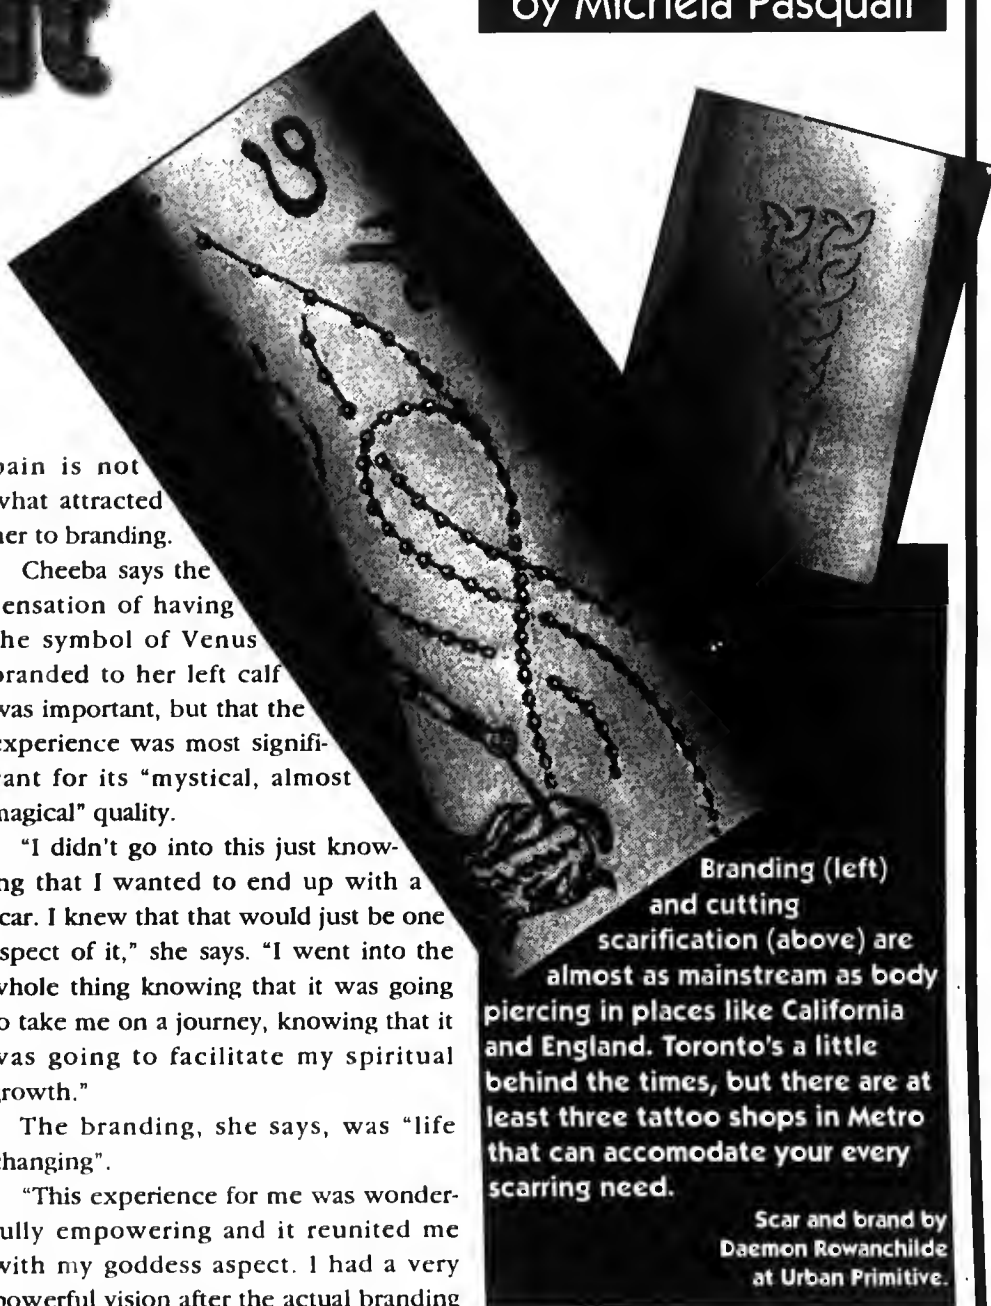 by Michela Pasquali
pain is not
what attracted
her to branding.
Cheeba says the
ensation of having
the symbol of Venus
branded to her left calf
was important, but that the
experience was most signifi-
cant for its "mystical, almost
magical" quality.
"I didn't go into this just know-
ng that I wanted to end up with a
car. I knew that that would just be one
spect of it," she says. "I went into the
whole thing knowing that it was going
o take me on a journey, knowing that it
was going to facilitate my spiritual
growth."
The branding, she says, was "life
changing".
"This experience for me was wonder-
fully empowering and it reunited me
with my goddess aspect. I had a very
powerful vision after the actual branding
Branding (left)
and cutting
scarification (above) are
almost as mainstream as body
piercing in places like California
and England. Toronto's a little
behind the times, but there are at
least three tattoo shops in Metro
that can accomodate your every
scarring need.
Scar and brand by
Daemon Rowanchilde
at Urban Primitive.